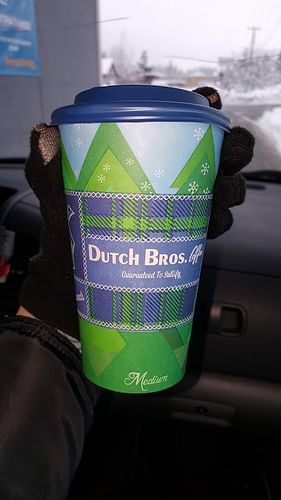 DUTCH BROS. Coffee
Guaranteed To Satisfy
Medium